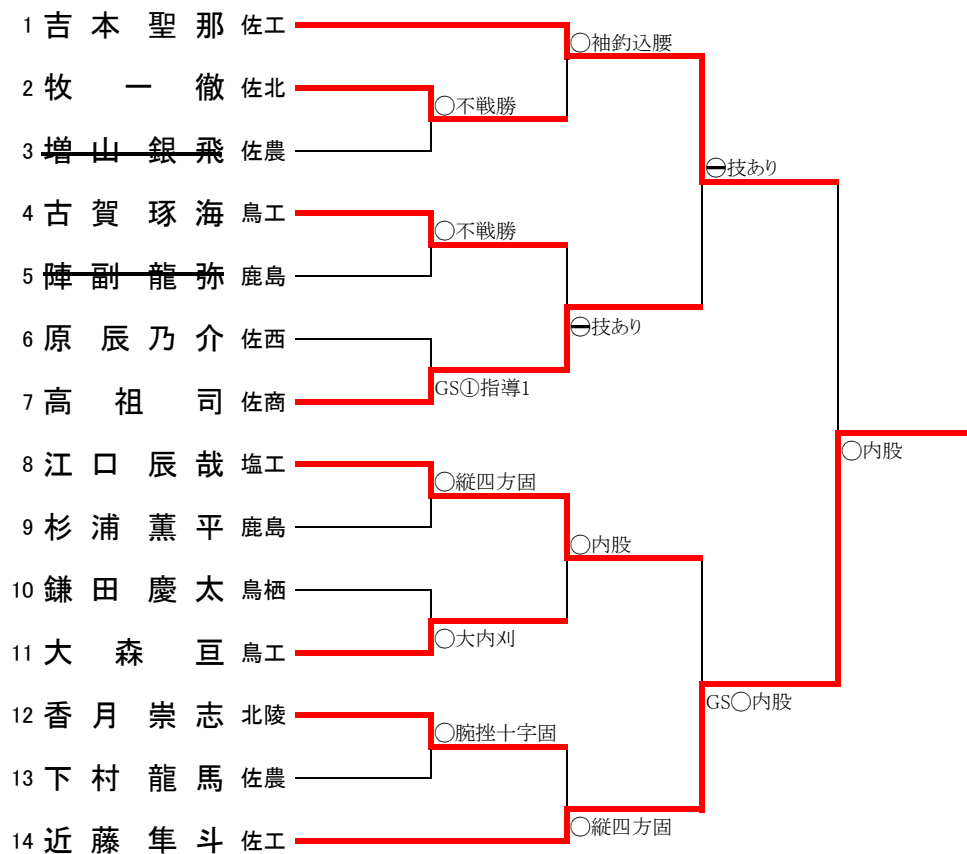 1 吉本 聖那 佐工
○袖釣込腰
2 牧 一 徹 佐北
○不戦勝
3 増山 銀飛 佐農
⊖技あり
4 古賀 琢海 鳥工
○不戦勝
5 陣副 龍弥 鹿島
⊖技あり
6 原 辰乃介 佐西
GS①指導1
7 高 祖 司 佐商
○内股
8 江口 辰哉 塩工
○縦四方固
9 杉浦 薫平 鹿島
○内股
10 鎌田 慶太 鳥栖
○大内刈
11 大 森 亘 鳥工
GS○内股
12 香月 崇志 北陵
○腕挫十字固
13 下村 龍馬 佐農
○縦四方固
14 近藤 隼斗 佐工